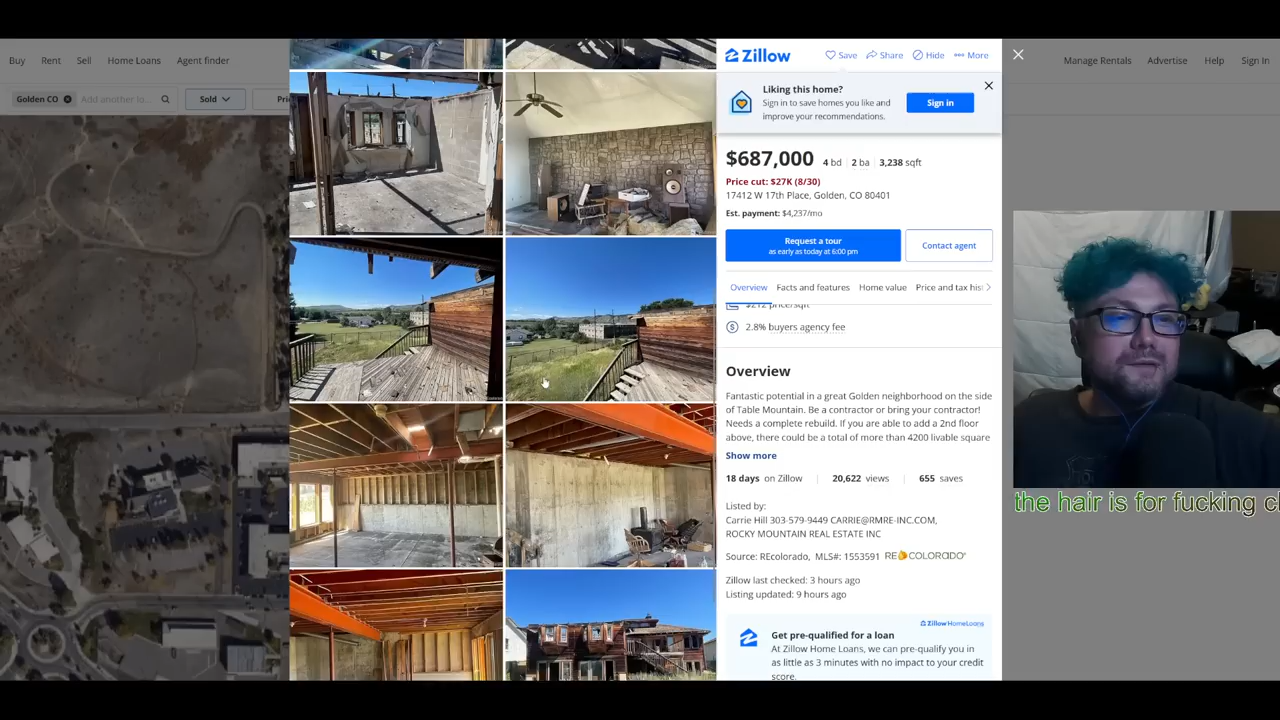 Buy Rent Sell Home Loans Agent finder
Zillow
Save Share Hide More
Manage Rentals Advertise Help Sign In
Golden CO
Add another lo...
Sold
Pri
Liking this home?
Sign in to save homes you like and
improve your recommendations.
Sign in
$687,000 4 bd 2 ba 3,238 sqft
Price cut: $27K (8/30)
17412 W 17th Place, Golden, CO 80401
Est. payment: $4,237/mo
Request a tour
as early as today at 6:00 pm
Contact agent
Overview Facts and features Home value Price and tax hist
$212 price/sqft
2.8% buyers agency fee
Overview
Fantastic potential in a great Golden neighborhood on the side
of Table Mountain. Be a contractor or bring your contractor!
Needs a complete rebuild. If you are able to add a 2nd floor
above, there could be a total of more than 4200 livable square
Show more
18 days on Zillow | 20,622 views | 655 saves
Listed by:
Carrie Hill 303-579-9449 CARRIE@RMRE-INC.COM,
ROCKY MOUNTAIN REAL ESTATE INC
Source: REcolorado, MLS#: 1553591 RECOLORADO
Zillow last checked: 3 hours ago
Listing updated: 9 hours ago
Zillow HomeLoans
Get pre-qualified for a loan
At Zillow Home Loans, we can pre-qualify you in
as little as 3 minutes with no impact to your credit
score.
the hair is for fucking c